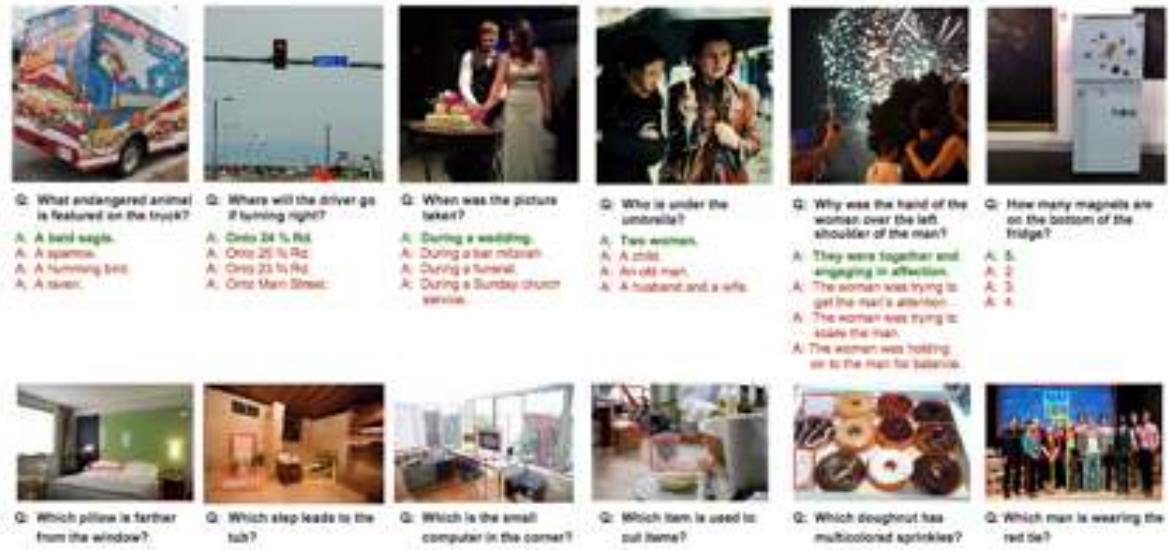 Q: What endangered animal
is featured on the truck?
A: A bald eagle.
A: A sparrow.
A: A humming bird.
A: A raven.
Q: Where will the driver go
if turning right?
A: Onto 24 ¾ Rd.
A: Onto 25 ¾ Rd.
A: Onto 23 ¾ Rd.
A: Onto Main Street.
Q: When was the picture
taken?
A: During a wedding.
A: During a bar mitzvah.
A: During a funeral.
A: During a Sunday church
service.
Q: Who is under the
umbrella?
A: Two women.
A: A child.
A: An old man.
A: A husband and a wife.
Q: Why was the hand of the
woman over the left
shoulder of the man?
A: They were together and
engaging in affection.
A: The woman was trying to
get the man's attention.
A: The woman was trying to
scare the man.
A: The woman was holding
on to the man for balance.
Q: How many magnets are
on the bottom of the
fridge?
A: 5.
A: 2.
A: 3.
A: 4.
Q: Which pillow is farther
from the window?
Q: Which step leads to the
tub?
Q: Which is the small
computer in the corner?
Q: Which item is used to
cut items?
Q: Which doughnut has
multicolored sprinkles?
Q: Which man is wearing the
red tie?